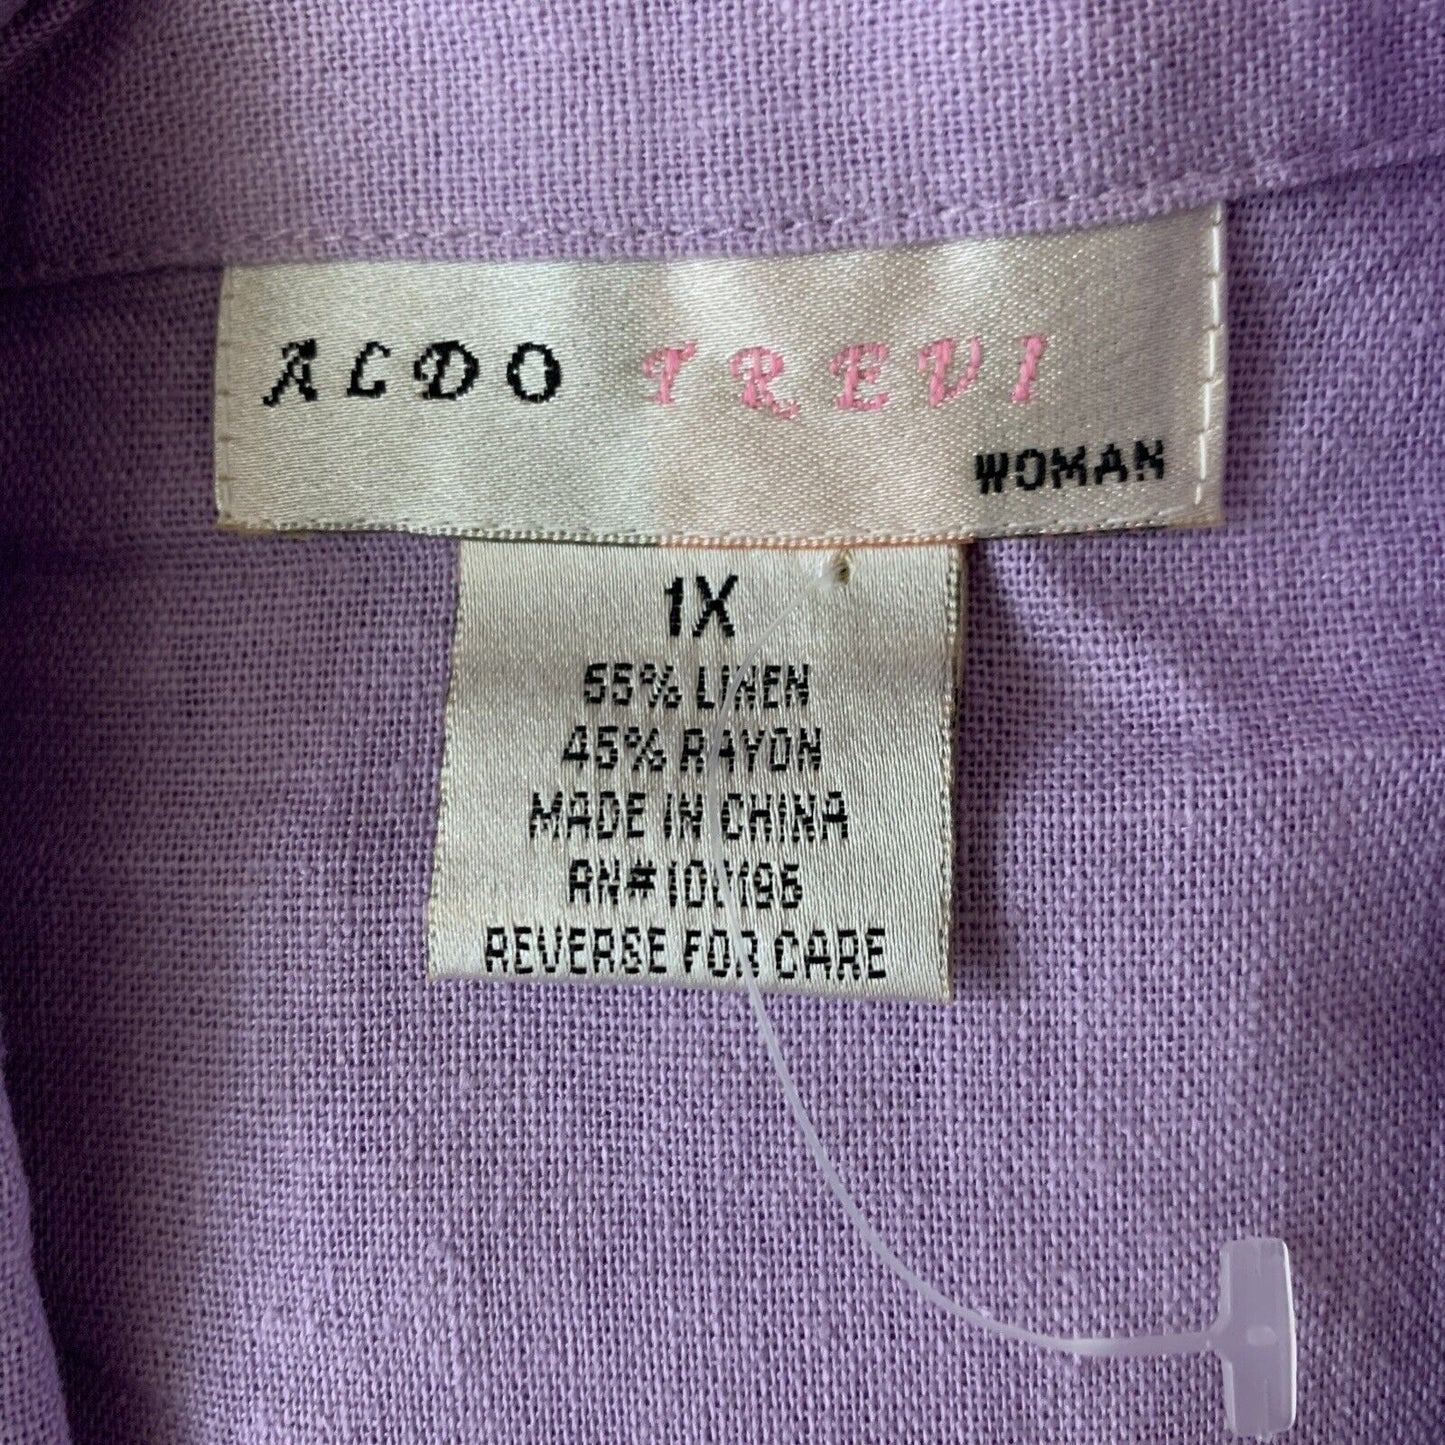 ALDO TREVI
WOMAN
1X
55% LINEN
45% RAYON
MADE IN CHINA
REVERSE FOR CARE